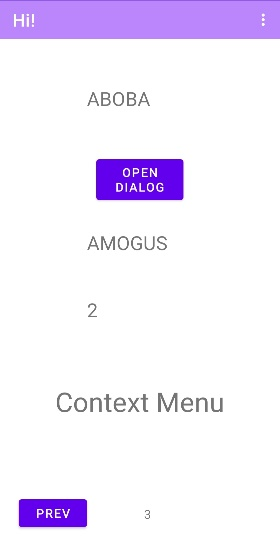 Hi!
ABOBA
OPEN
DIALOG
AMOGUS
2
Context Menu
PREV
3